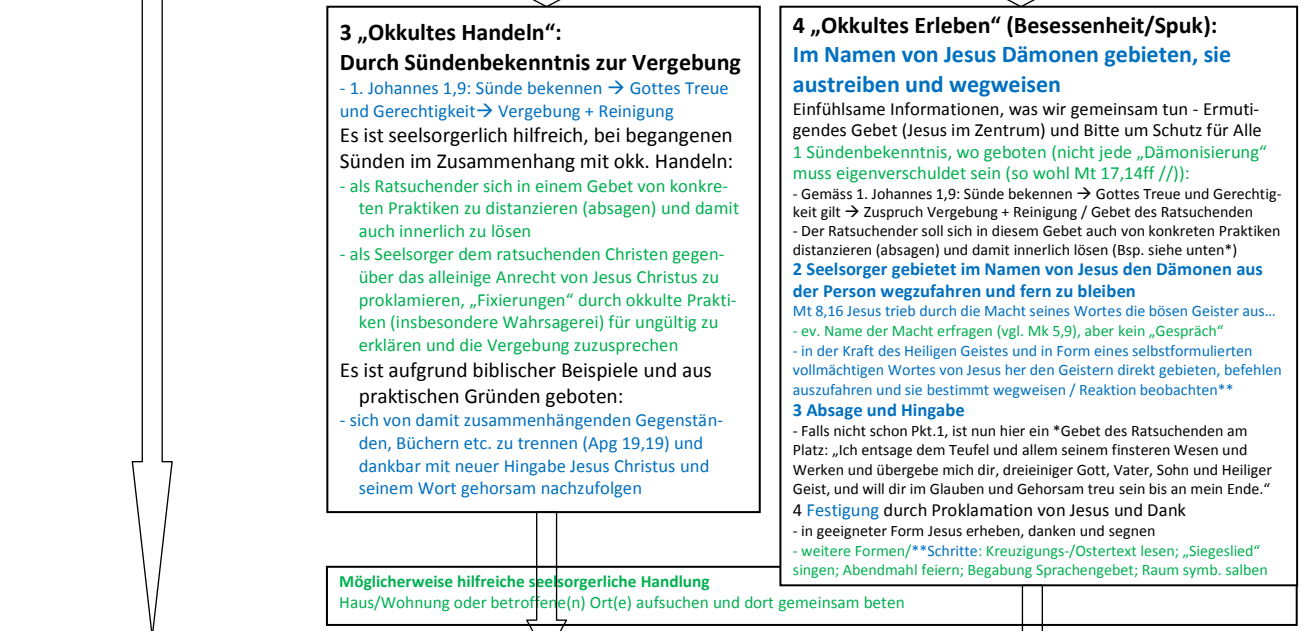 3 „Okkultes Handeln“:
Durch Sündenbekenntnis zur Vergebung
- 1. Johannes 1,9: Sünde bekennen → Gottes Treue
und Gerechtigkeit→ Vergebung + Reinigung
Es ist seelsorgerlich hilfreich, bei begangenen
Sünden im Zusammenhang mit okk. Handeln:
- als Ratsuchender sich in einem Gebet von konkre-
ten Praktiken zu distanzieren (absagen) und damit
auch innerlich zu lösen
- als Seelsorger dem ratsuchenden Christen gegen-
über das alleinige Anrecht von Jesus Christus zu
proklamieren, „Fixierungen“ durch okkulte Prakti-
ken (insbesondere Wahrsagerei) für ungültig zu
erklären und die Vergebung zuzusprechen
Es ist aufgrund biblischer Beispiele und aus
praktischen Gründen geboten:
- sich von damit zusammenhängenden Gegenstän-
den, Büchern etc. zu trennen (Apg 19,19) und
dankbar mit neuer Hingabe Jesus Christus und
seinem Wort gehorsam nachzufolgen
4 „Okkultes Erleben“ (Besessenheit/Spuk):
Im Namen von Jesus Dämonen gebieten, sie
austreiben und wegweisen
Einfühlsame Informationen, was wir gemeinsam tun - Ermuti-
gendes Gebet (Jesus im Zentrum) und Bitte um Schutz für Alle
1 Sündenbekenntnis, wo geboten (nicht jede „Dämonisierung“
muss eigenverschuldet sein (so wohl Mt 17,14ff //)):
- Gemäss 1. Johannes 1,9: Sünde bekennen → Gottes Treue und Gerechtig-
keit gilt → Zuspruch Vergebung + Reinigung / Gebet des Ratsuchenden
- Der Ratsuchender soll sich in diesem Gebet auch von konkreten Praktiken
distanzieren (absagen) und damit innerlich lösen (Bsp. siehe unten*)
2 Seelsorger gebietet im Namen von Jesus den Dämonen aus
der Person wegzufahren und fern zu bleiben
Mt 8,16 Jesus trieb durch die Macht seines Wortes die bösen Geister aus…
- ev. Name der Macht erfragen (vgl. Mk 5,9), aber kein „Gespräch“
- in der Kraft des Heiligen Geistes und in Form eines selbstformulierten
vollmächtigen Wortes von Jesus her den Geistern direkt gebieten, befehlen
auszufahren und sie bestimmt wegweisen / Reaktion beobachten**
3 Absage und Hingabe
- Falls nicht schon Pkt.1, ist nun hier ein *Gebet des Ratsuchenden am
Platz: „Ich entsage dem Teufel und allem seinem finsteren Wesen und
Werken und übergebe mich dir, dreieiniger Gott, Vater, Sohn und Heiliger
Geist, und will dir im Glauben und Gehorsam treu sein bis an mein Ende.“
4 Festigung durch Proklamation von Jesus und Dank
- in geeigneter Form Jesus erheben, danken und segnen
- weitere Formen/**Schritte: Kreuzigungs-/Ostertext lesen; „Siegeslied“
singen; Abendmahl feiern; Begabung Sprachengebet; Raum symb. salben
Möglicherweise hilfreiche seelsorgerliche Handlung
Haus/Wohnung oder betroffene(n) Ort(e) aufsuchen und dort gemeinsam beten